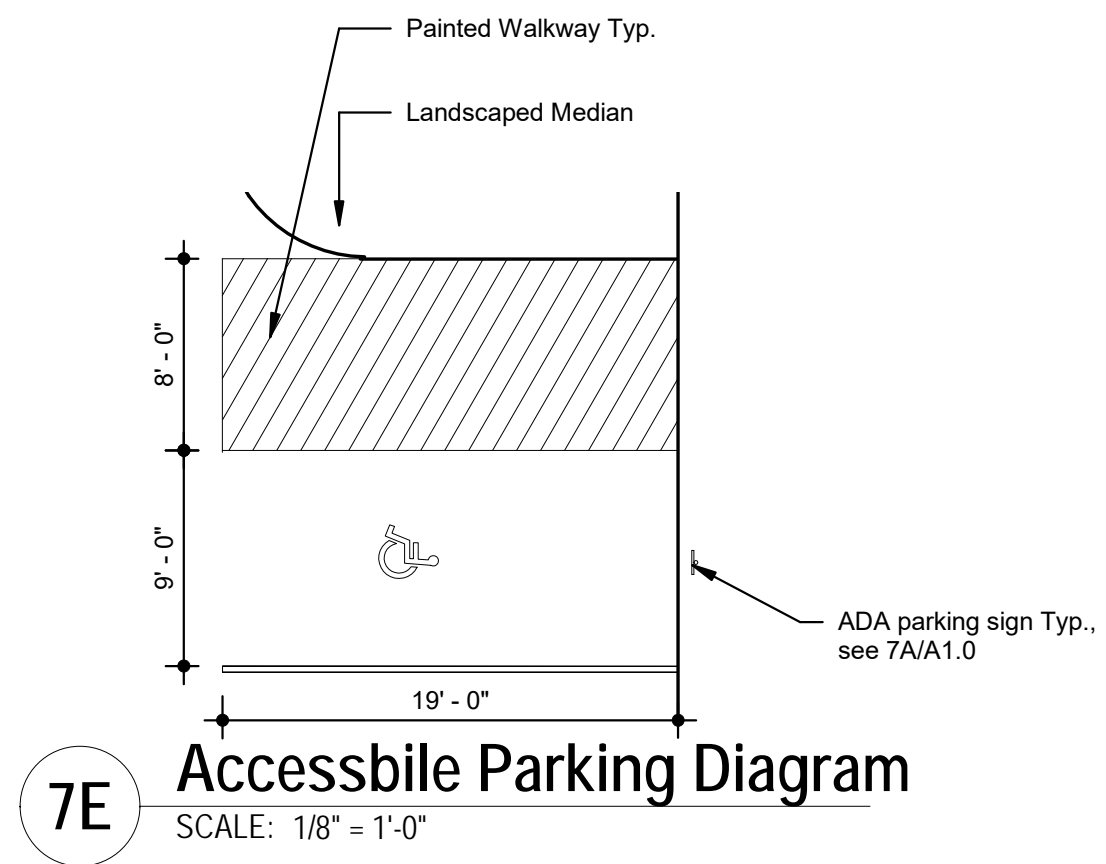 Painted Walkway Typ.
Landscaped Median
8' - 0"
9' - 0"
ADA parking sign Typ.,
see 7A/A1.0
19' - 0"
7E
Accessbile Parking Diagram
SCALE: 1/8" = 1'-0"